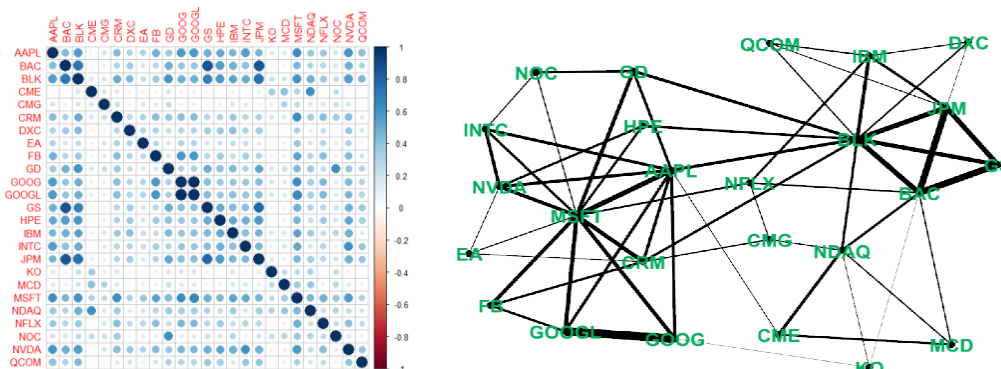 AAPL BAC BLK CME CMG CRM DXC EA FB GD GOOG GOOGL GS HPE IBM INTC JPM KO MCD MSFT NDAQ NFLX NOC NVDA QCOM
AAPL
BAC
BLK
CME
CMG
CRM
DXC
EA
FB
GD
GOOG
GOOGL
GS
HPE
IBM
INTC
JPM
KO
MCD
MSFT
NDAQ
NFLX
NOC
NVDA
QCOM
1
0.8
0.6
0.4
0.2
0
-0.2
-0.4
-0.6
-0.8
QCOM
DXC
IBM
NOC
GD
JPM
INTC
HPE
BLK
AAPL
G
NVDA
NFLX
BAC
MSFT
CMG
NDAQ
EA
CRM
FB
GOOGL
GOOG
CME
MCD
KO